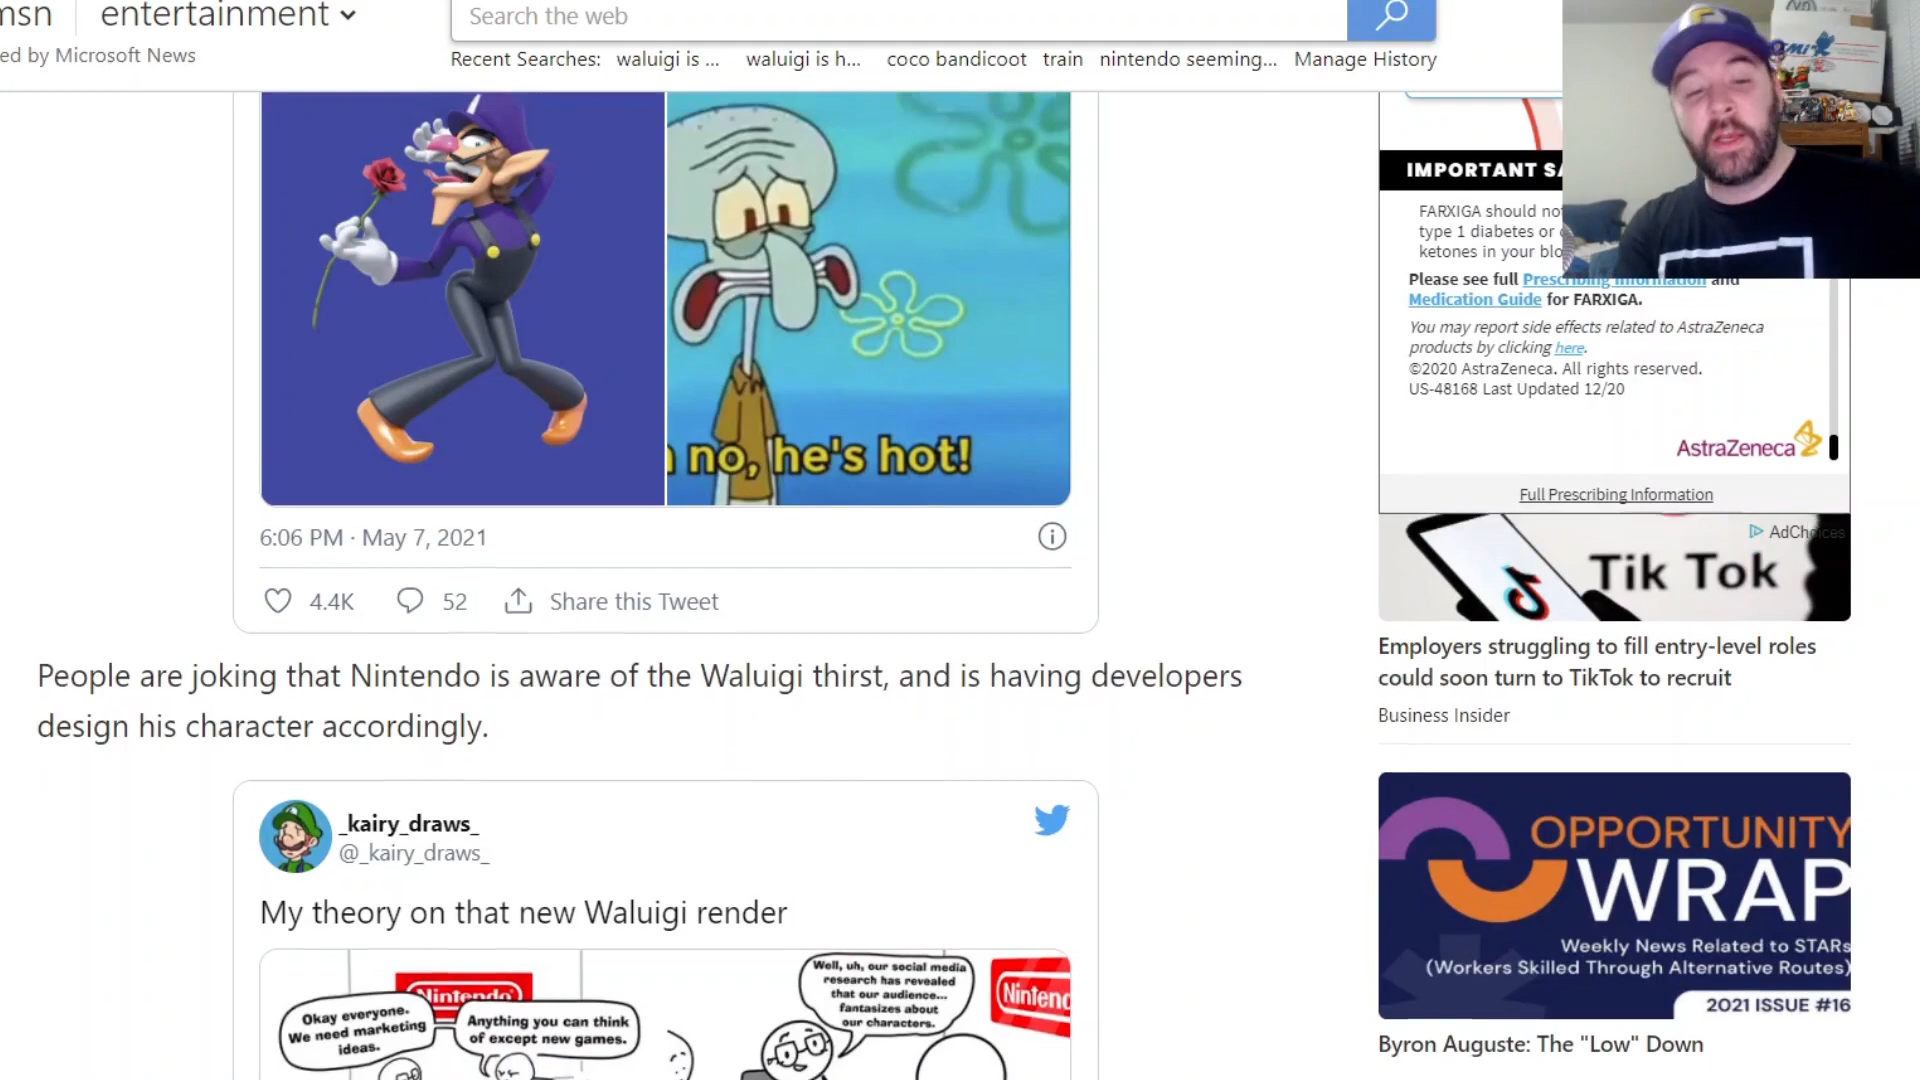 msn
entertainment
Search the web
ed by Microsoft News
Recent Searches: waluigi is ... waluigi is h... coco bandicoot train nintendo seeming... Manage History
no, he's hot!
6:06 PM · May 7, 2021
4.4K 52 Share this Tweet
People are joking that Nintendo is aware of the Waluigi thirst, and is having developers
design his character accordingly.
_kairy_draws_
@_kairy_draws_
My theory on that new Waluigi render
Nintendo
Okay everyone.
We need marketing
ideas.
Anything you can think
of except new games.
Well, uh, our social media
research has revealed
that our audience...
fantasizes about
our characters.
Nintend
IMPORTANT SA
FARXIGA should no
type 1 diabetes or
ketones in your blo
Please see full Prescribing Information and
Medication Guide for FARXIGA.
You may report side effects related to AstraZeneca
products by clicking here.
©2020 AstraZeneca. All rights reserved.
US-48168 Last Updated 12/20
AstraZeneca
Full Prescribing Information
AdChoices
Tik Tok
Employers struggling to fill entry-level roles
could soon turn to TikTok to recruit
Business Insider
OPPORTUNITY
WRAP
Weekly News Related to STARs
(Workers Skilled Through Alternative Routes)
2021 ISSUE #16
Byron Auguste: The "Low" Down